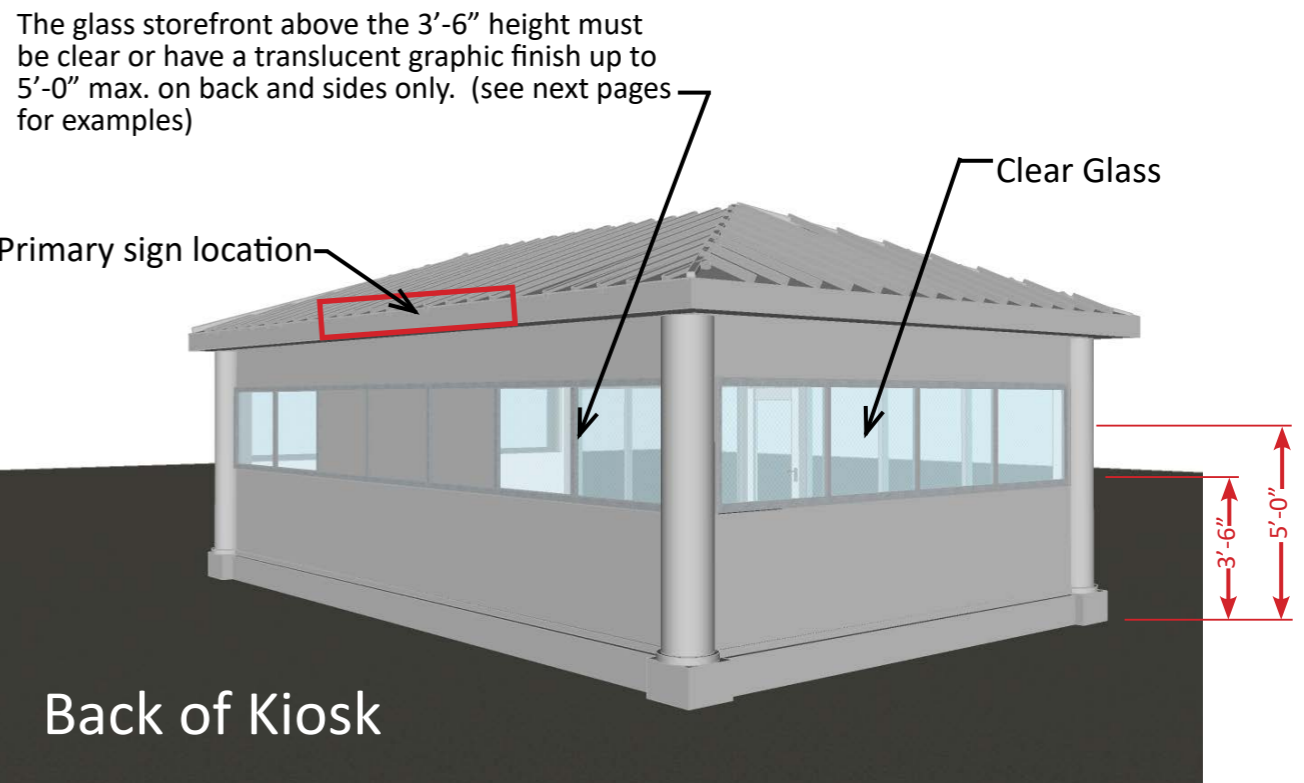 The glass storefront above the 3’-6” height must
be clear or have a translucent graphic finish up to
5’-0” max. on back and sides only.  (see next pages
for examples)
Clear Glass
Primary sign location
3’-6”
5’-0”
Back of Kiosk